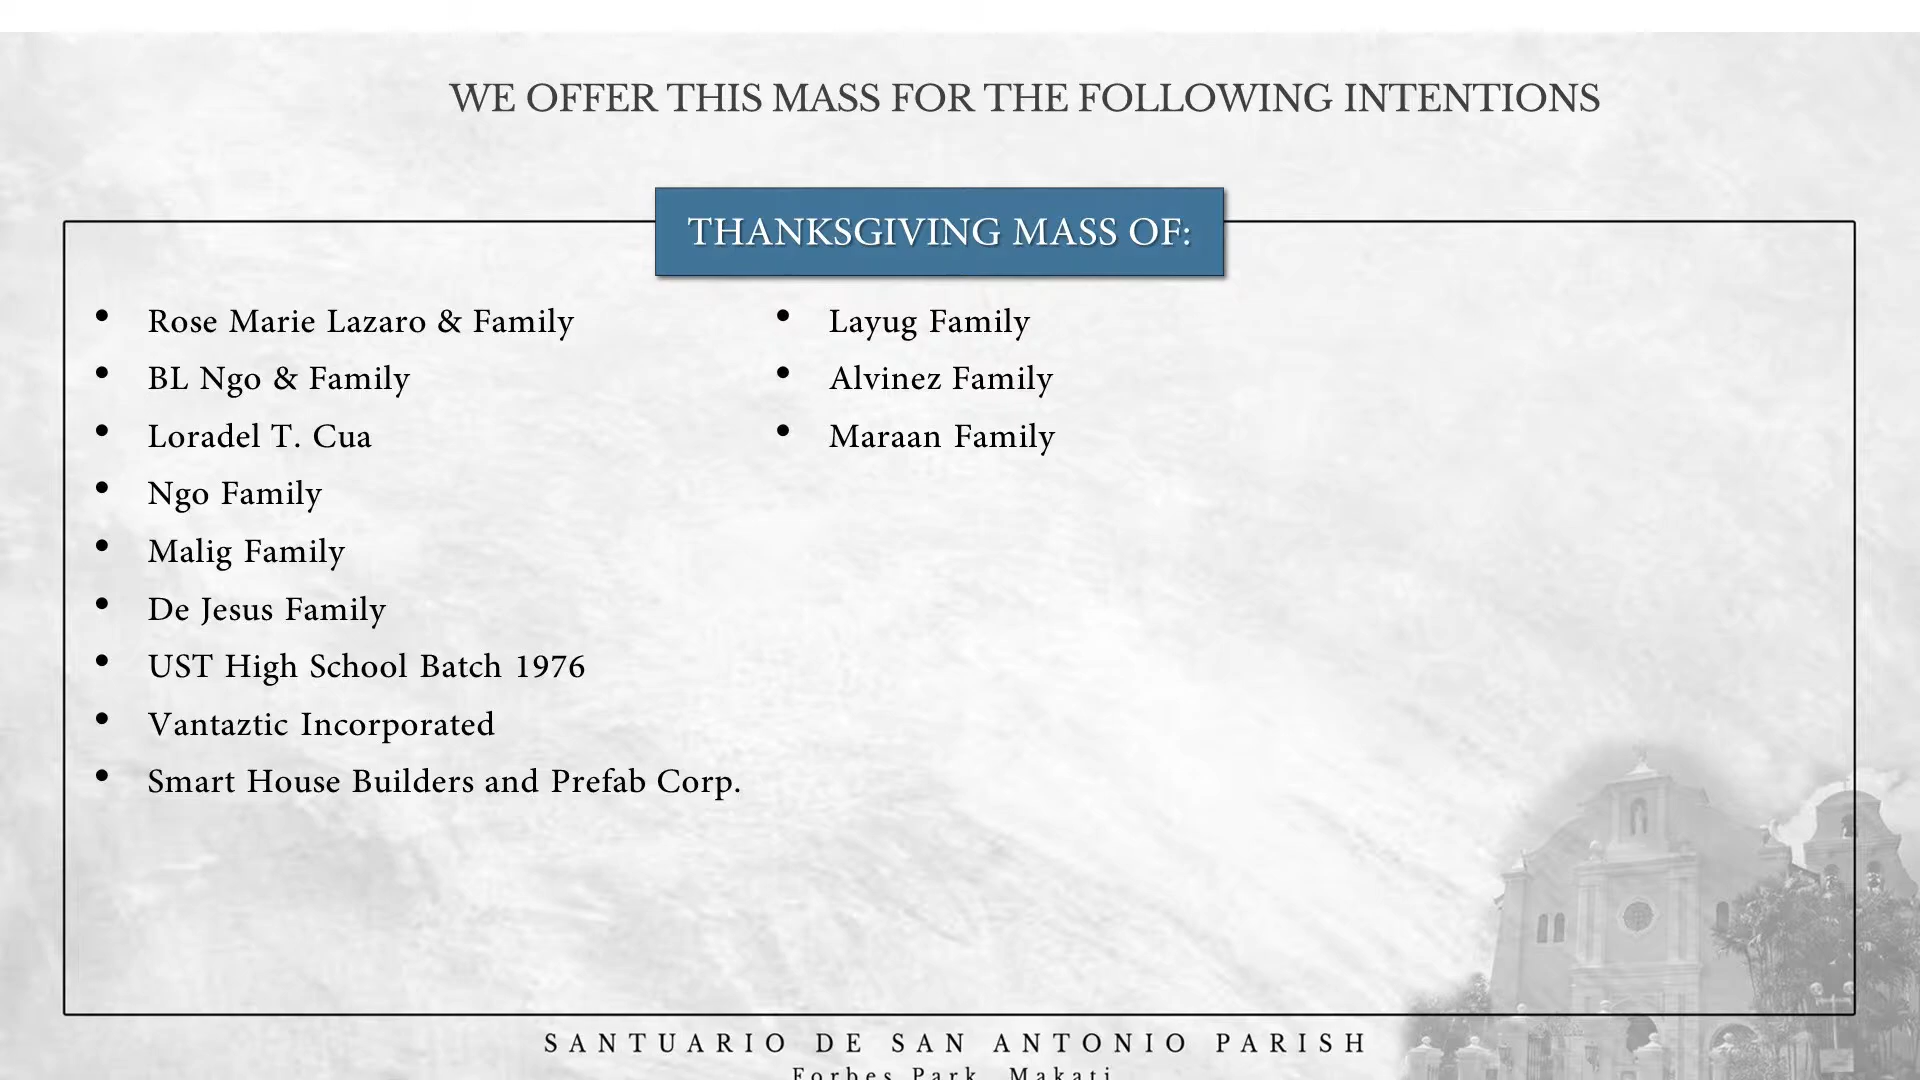 WE OFFER THIS MASS FOR THE FOLLOWING INTENTIONS
THANKSGIVING MASS OF:
• Rose Marie Lazaro & Family
• BL Ngo & Family
• Loradel T. Cua
• Ngo Family
• Malig Family
• De Jesus Family
• UST High School Batch 1976
• Vantaztic Incorporated
• Smart House Builders and Prefab Corp.
• Layug Family
• Alvinez Family
• Maraan Family
SANTUARIO DE SAN ANTONIO PARISH
Forbes Park, Makati